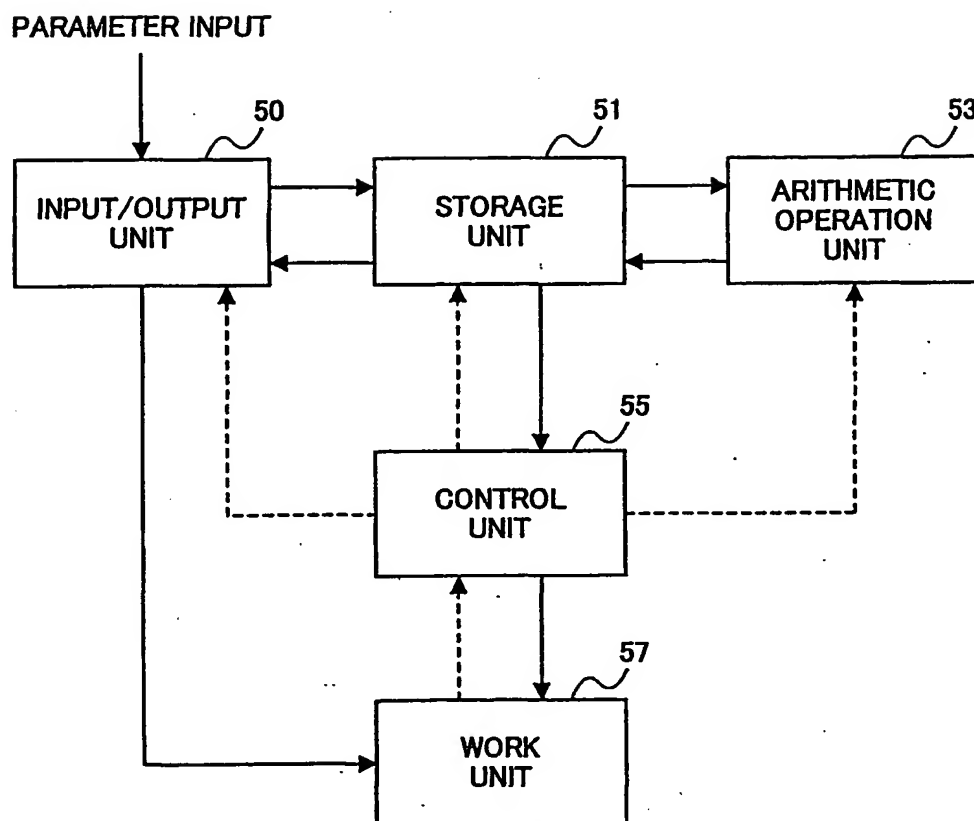 PARAMETER INPUT
50
51
53
INPUT/OUTPUT
UNIT
STORAGE
UNIT
ARITHMETIC
OPERATION
UNIT
55
CONTROL
UNIT
57
WORK
UNIT